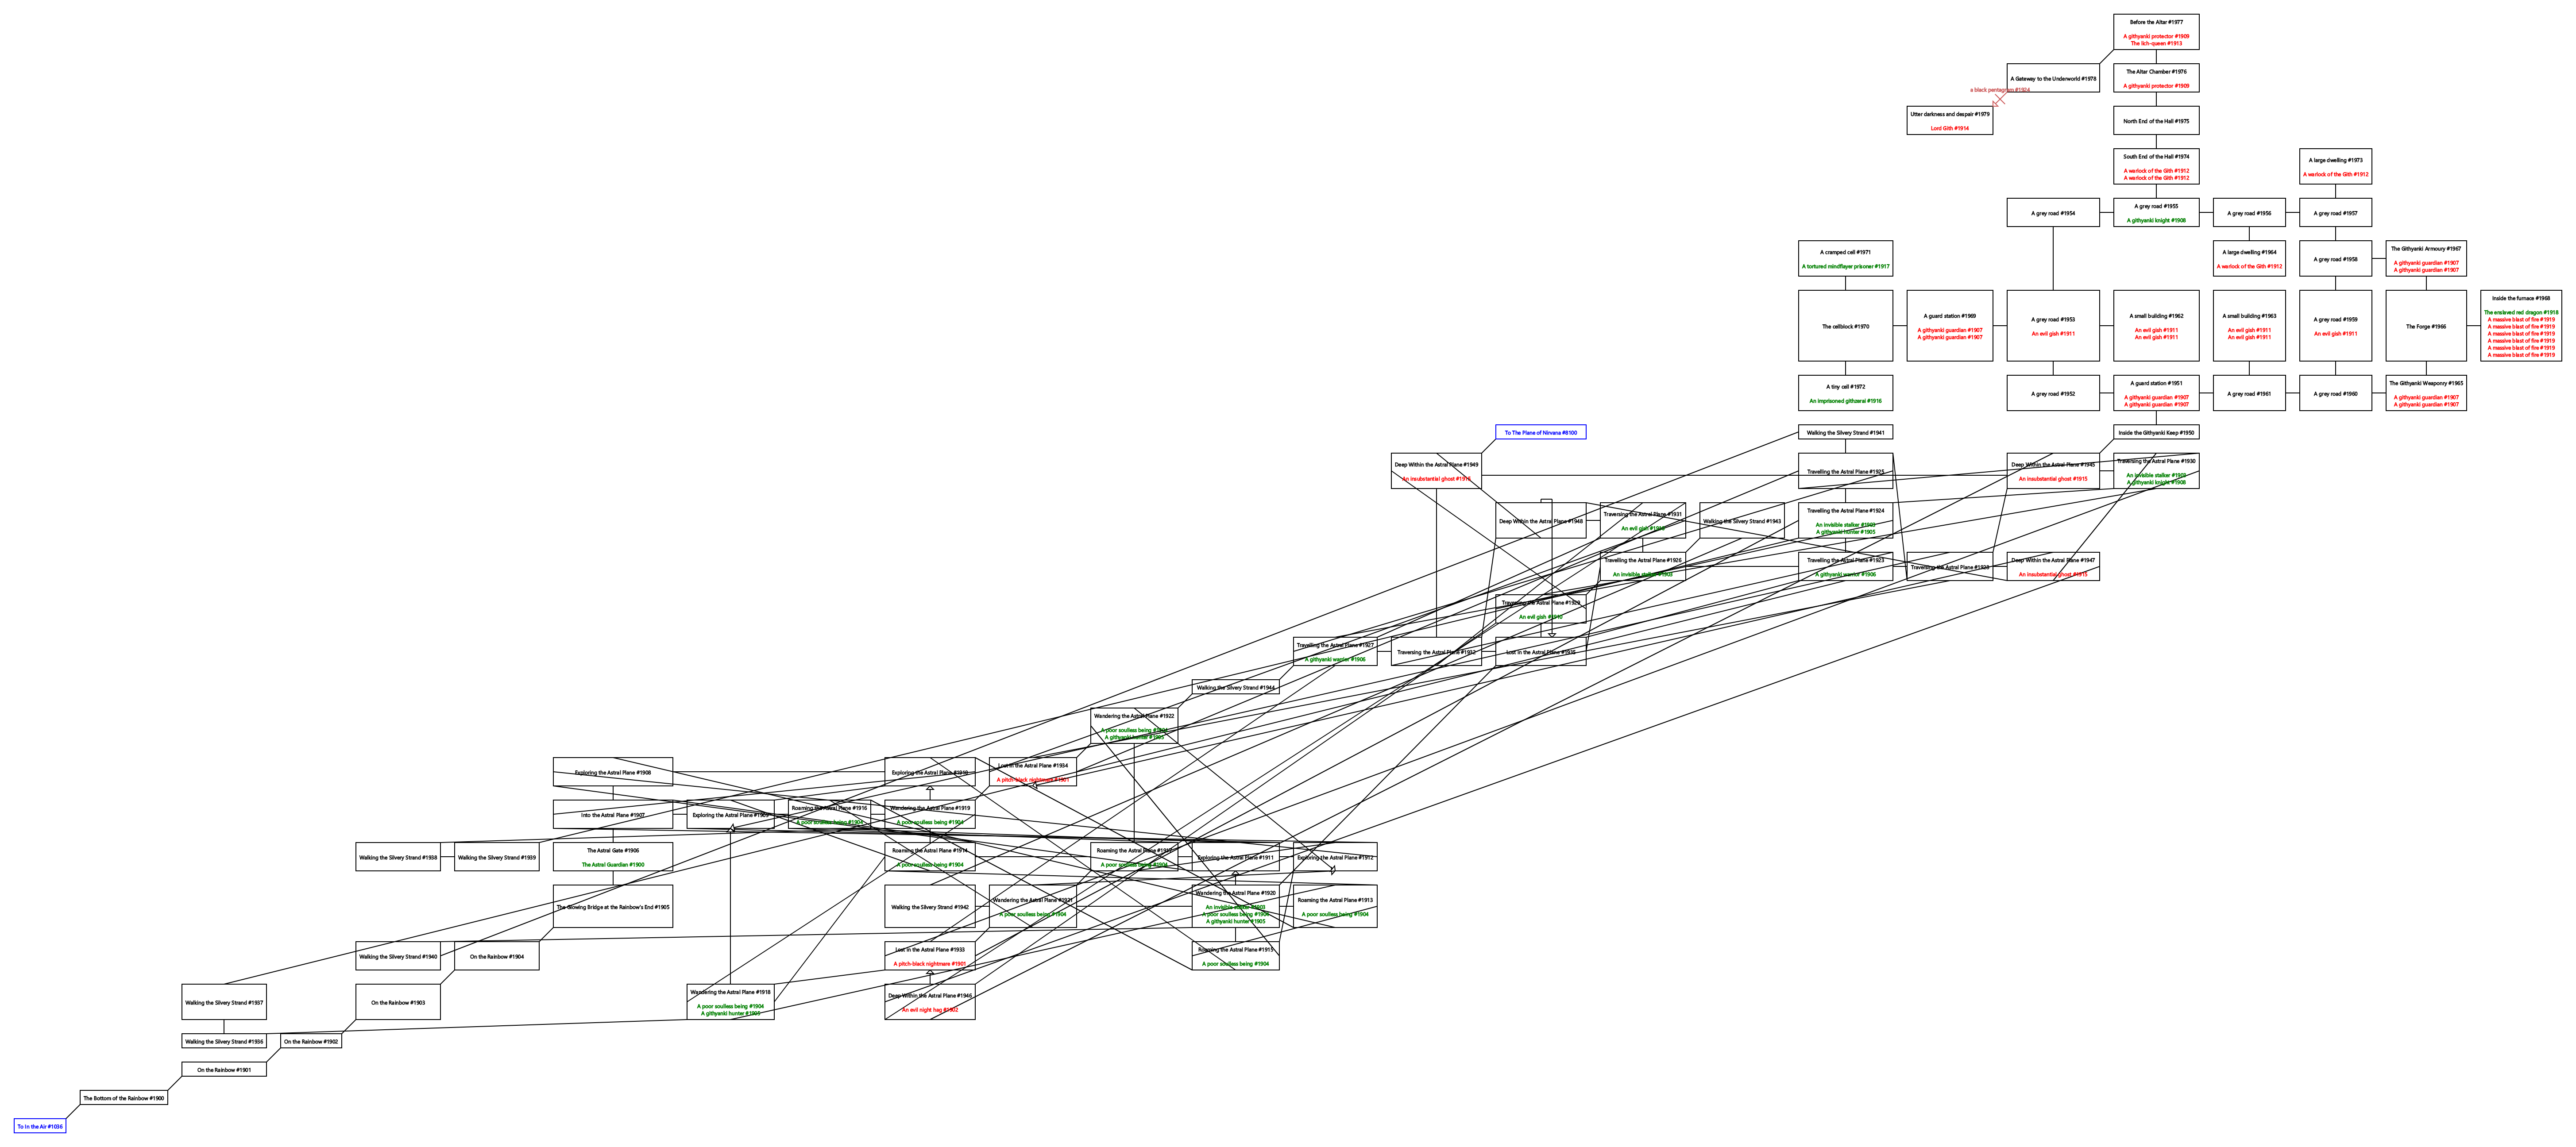 Before the Altar #1977
A githyanki protector #1909
The lich-queen #1913
A Gateway to the Underworld #1978
The Altar Chamber #1976
A githyanki protector #1909
a black pentagram #1924
Utter darkness and despair #1979
Lord Gith #1914
North End of the Hall #1975
South End of the Hall #1974
A warlock of the Gith #1912
A warlock of the Gith #1912
A large dwelling #1973
A warlock of the Gith #1912
A grey road #1954
A grey road #1955
A githyanki knight #1908
A grey road #1956
A grey road #1957
A cramped cell #1971
A tortured mindflayer prisoner #1917
A large dwelling #1964
A warlock of the Gith #1912
A grey road #1958
The Githyanki Armoury #1967
A githyanki guardian #1907
A githyanki guardian #1907
The cellblock #1970
A guard station #1969
A githyanki guardian #1907
A githyanki guardian #1907
A grey road #1953
An evil gish #1911
A small building #1962
An evil gish #1911
An evil gish #1911
A small building #1963
An evil gish #1911
An evil gish #1911
A grey road #1959
An evil gish #1911
The Forge #1966
Inside the furnace #1968
The enslaved red dragon #1918
A massive blast of fire #1919
A massive blast of fire #1919
A massive blast of fire #1919
A massive blast of fire #1919
A massive blast of fire #1919
A massive blast of fire #1919
A tiny cell #1972
An imprisoned githzerai #1916
A grey road #1952
A guard station #1951
A githyanki guardian #1907
A githyanki guardian #1907
A grey road #1961
A grey road #1960
The Githyanki Weaponry #1965
A githyanki guardian #1907
A githyanki guardian #1907
To The Plane of Nirvana #8100
Walking the Silvery Strand #1941
Inside the Githyanki Keep #1950
Deep Within the Astral Plane #1949
An insubstantial ghost #1915
Travelling the Astral Plane #1925
Deep Within the Astral Plane #1945
An insubstantial ghost #1915
Traversing the Astral Plane #1930
An invisible stalker #1903
A githyanki knight #1908
Deep Within the Astral Plane #1948
Traversing the Astral Plane #1931
An evil gish #1910
Walking the Silvery Strand #1943
Travelling the Astral Plane #1924
An invisible stalker #1903
A githyanki hunter #1905
Travelling the Astral Plane #1926
An invisible stalker #1903
Travelling the Astral Plane #1923
A githyanki warrior #1906
Traversing the Astral Plane #1928
Deep Within the Astral Plane #1947
An insubstantial ghost #1915
Traversing the Astral Plane #1929
An evil gish #1910
Travelling the Astral Plane #1927
A githyanki warrior #1906
Traversing the Astral Plane #1932
Lost in the Astral Plane #1935
Walking the Silvery Strand #1944
Wandering the Astral Plane #1922
A poor soulless being #1904
A githyanki hunter #1905
Exploring the Astral Plane #1908
Exploring the Astral Plane #1910
Lost in the Astral Plane #1934
A pitch-black nightmare #1901
Into the Astral Plane #1907
Exploring the Astral Plane #1909
Roaming the Astral Plane #1916
A poor soulless being #1904
Wandering the Astral Plane #1919
A poor soulless being #1904
Walking the Silvery Strand #1938
Walking the Silvery Strand #1939
The Astral Gate #1906
The Astral Guardian #1900
Roaming the Astral Plane #1914
A poor soulless being #1904
Roaming the Astral Plane #1917
A poor soulless being #1904
Exploring the Astral Plane #1911
Exploring the Astral Plane #1912
The Glowing Bridge at the Rainbow's End #1905
Walking the Silvery Strand #1942
Wandering the Astral Plane #1921
A poor soulless being #1904
Wandering the Astral Plane #1920
An invisible stalker #1903
A poor soulless being #1904
A githyanki hunter #1905
Roaming the Astral Plane #1913
A poor soulless being #1904
Walking the Silvery Strand #1940
On the Rainbow #1904
Lost in the Astral Plane #1933
A pitch-black nightmare #1901
Roaming the Astral Plane #1915
A poor soulless being #1904
Walking the Silvery Strand #1937
On the Rainbow #1903
Wandering the Astral Plane #1918
A poor soulless being #1904
A githyanki hunter #1905
Deep Within the Astral Plane #1946
An evil night hag #1902
Walking the Silvery Strand #1936
On the Rainbow #1902
On the Rainbow #1901
The Bottom of the Rainbow #1900
To In the Air #1036